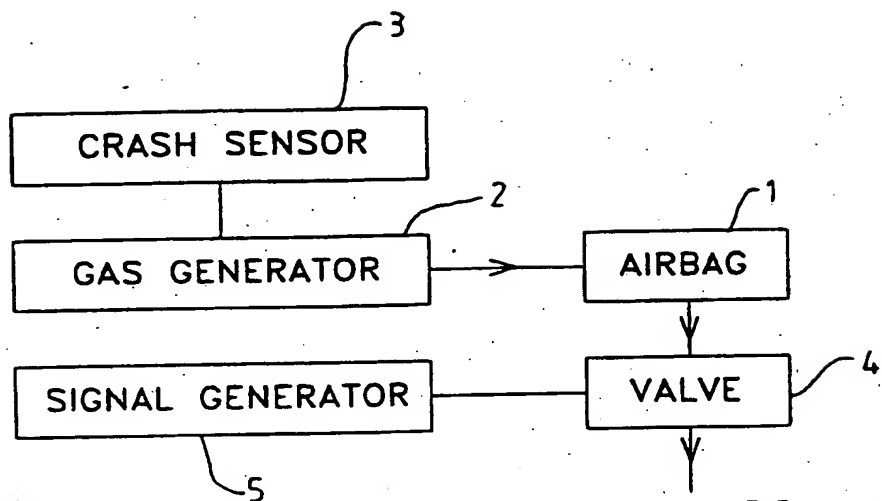 3
CRASH SENSOR
2
1
GAS GENERATOR
AIRBAG
SIGNAL GENERATOR
VALVE
4
5